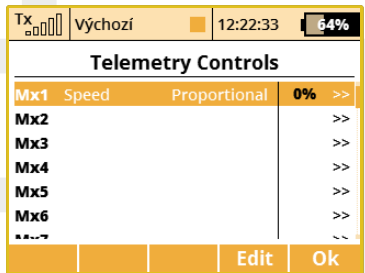 Tx Výchozí 12:22:33 64%
Telemetry Controls
Mx1 Speed Proportional 0% >>
Mx2 >>
Mx3 >>
Mx4 >>
Mx5 >>
Mx6 >>
Mx7 >>
Edit Ok